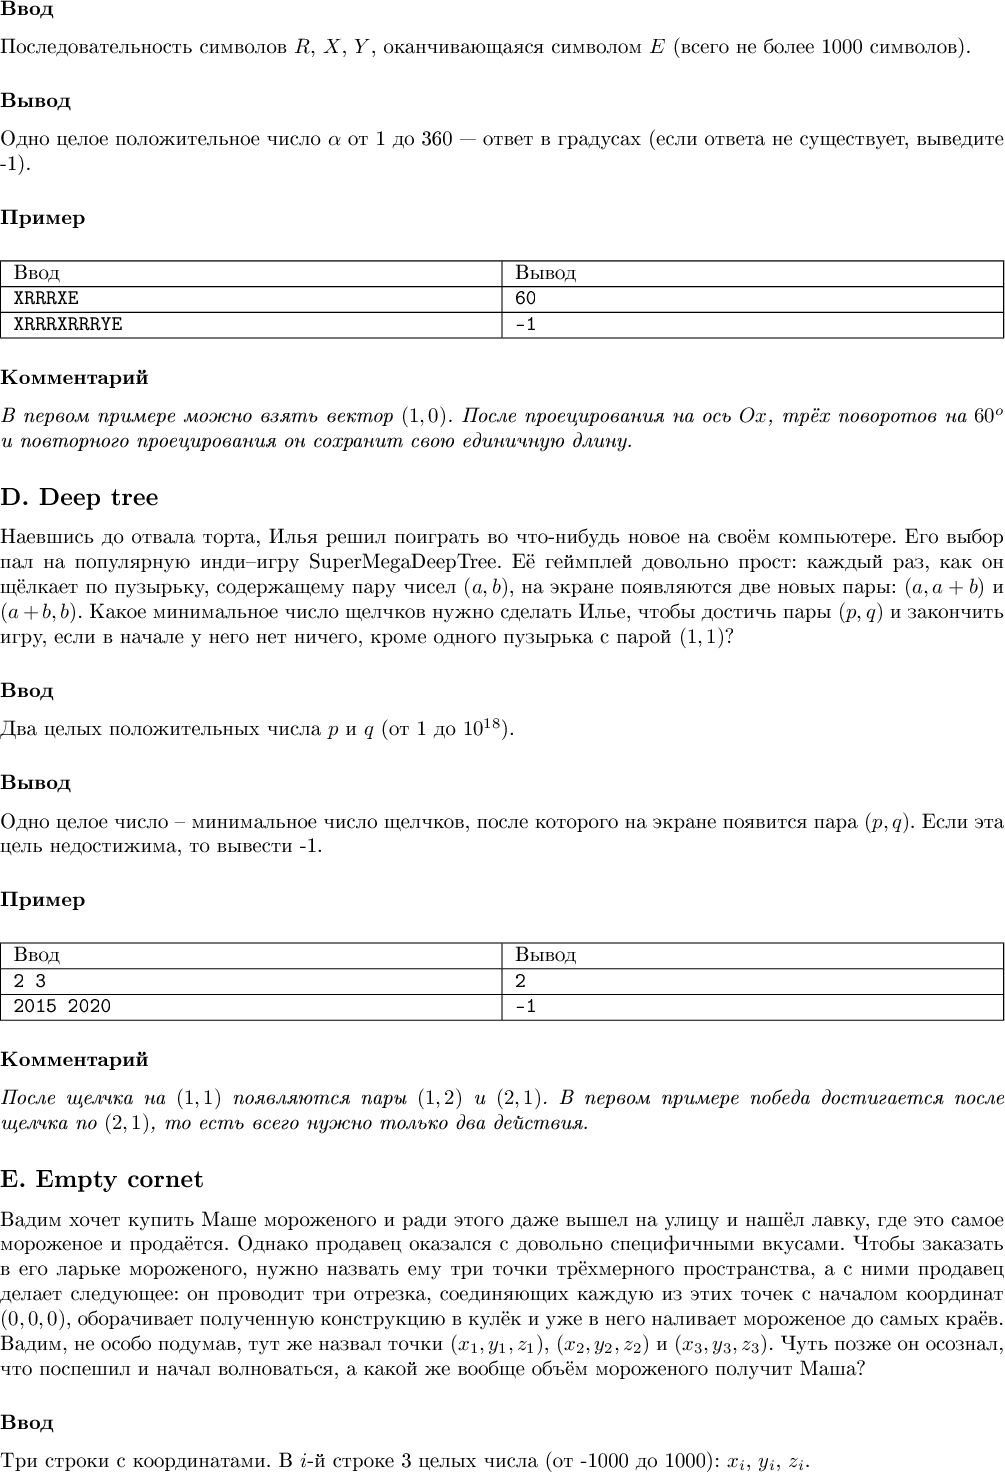 Ввод
Последовательность символов R, X, Y, оканчивающаяся символом E (всего не более 1000 символов).
Вывод
Одно целое положительное число α от 1 до 360 — ответ в градусах (если ответа не существует, выведите
-1).
Пример
Ввод Вывод
XRRRXE 60
XRRRXRRRYE -1
Комментарий
В первом примере можно взять вектор (1, 0). После проецирования на ось Ox, трёх поворотов на 60°
и повторного проецирования он сохранит свою единичную длину.
D. Deep tree
Наевшись до отвала торта, Илья решил поиграть во что-нибудь новое на своём компьютере. Его выбор
пал на популярную инди–игру SuperMegaDeepTree. Её геймплей довольно прост: каждый раз, как он
щёлкает по пузырьку, содержащему пару чисел (a, b), на экране появляются две новых пары: (a, a + b) и
(a + b, b). Какое минимальное число щелчков нужно сделать Илье, чтобы достичь пары (p, q) и закончить
игру, если в начале у него нет ничего, кроме одного пузырька с парой (1, 1)?
Ввод
Два целых положительных числа p и q (от 1 до 10¹⁸).
Вывод
Одно целое число – минимальное число щелчков, после которого на экране появится пара (p, q). Если эта
цель недостижима, то вывести -1.
Пример
Ввод Вывод
2 3 2
2015 2020 -1
Комментарий
После щелчка на (1, 1) появляются пары (1, 2) и (2, 1). В первом примере победа достигается после
щелчка по (2, 1), то есть всего нужно только два действия.
E. Empty cornet
Вадим хочет купить Маше мороженого и ради этого даже вышел на улицу и нашёл лавку, где это самое
мороженое и продаётся. Однако продавец оказался с довольно специфичными вкусами. Чтобы заказать
в его ларьке мороженого, нужно назвать ему три точки трёхмерного пространства, а с ними продавец
делает следующее: он проводит три отрезка, соединяющих каждую из этих точек с началом координат
(0, 0, 0), оборачивает полученную конструкцию в кулёк и уже в него наливает мороженое до самых краёв.
Вадим, не особо подумав, тут же назвал точки (x₁, y₁, z₁), (x₂, y₂, z₂) и (x₃, y₃, z₃). Чуть позже он осознал,
что поспешил и начал волноваться, а какой же вообще объём мороженого получит Маша?
Ввод
Три строки с координатами. В i-й строке 3 целых числа (от -1000 до 1000): xᵢ, yᵢ, zᵢ.